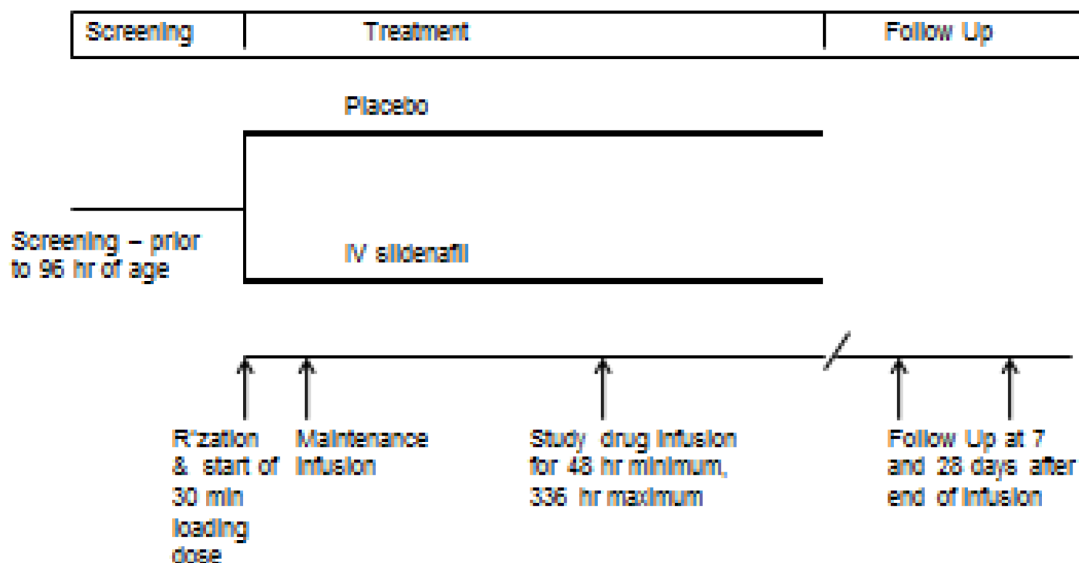 Screening Treatment Follow Up
Placebo
Screening – prior
to 96 hr of age
IV sildenafil
R'zation
& start of
30 min
loading
dose
Maintenance
Infusion
Study drug Infusion
for 48 hr minimum,
336 hr maximum
Follow Up at 7
and 28 days after
end of Infusion